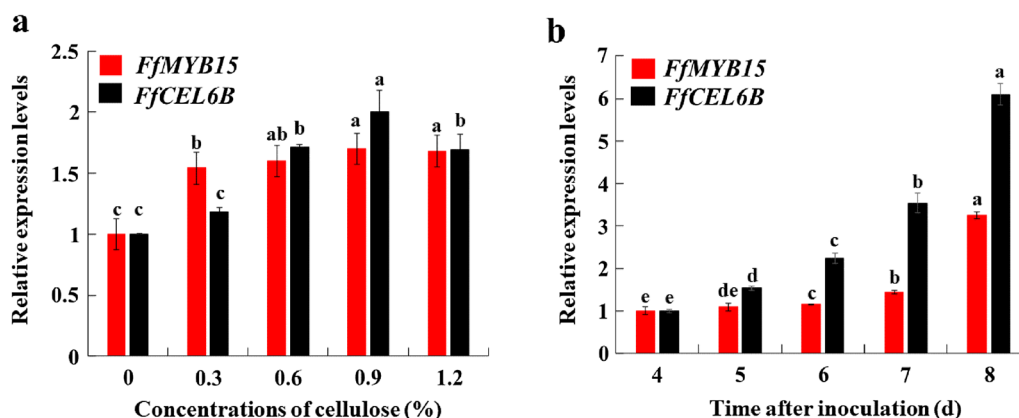 a
2.5
2
1.5
1
0.5
0
Relative expression levels
FfMYB15
FfCEL6B
c c
b c
ab b
a a
a b
0 0.3 0.6 0.9 1.2
Concentrations of cellulose (%)
b
7
6
5
4
3
2
1
0
Relative expression levels
FfMYB15
FfCEL6B
e e
de d
c c
b b
a a
4 5 6 7 8
Time after inoculation (d)